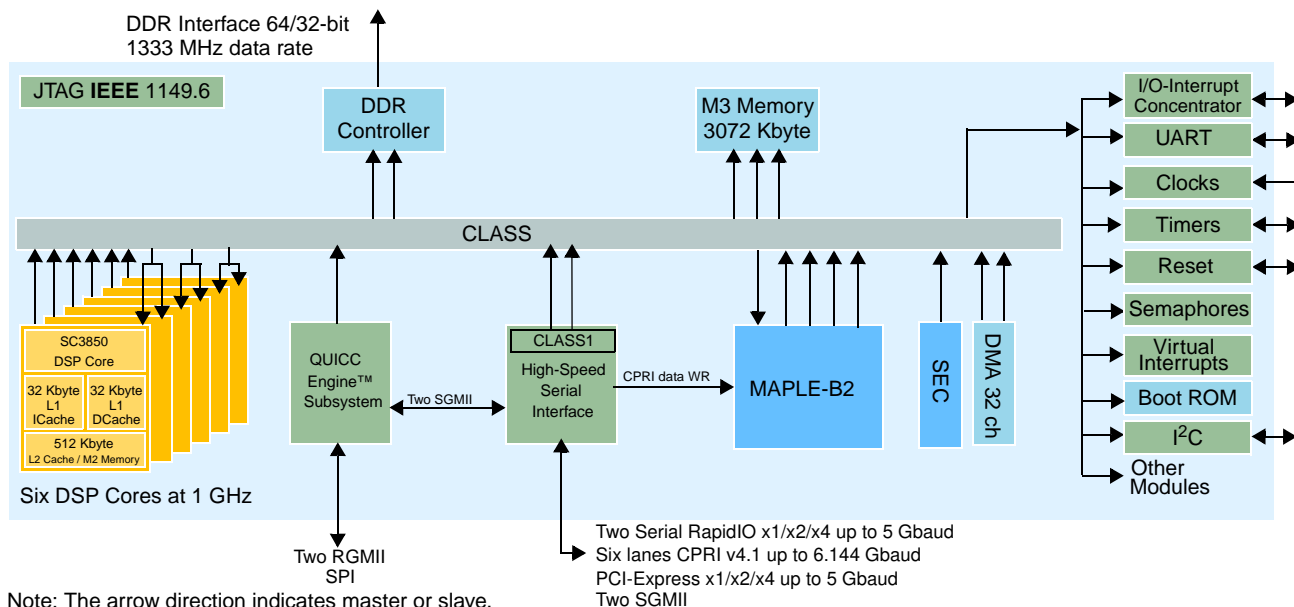 DDR Interface 64/32-bit
1333 MHz data rate
JTAG IEEE 1149.6
DDR
Controller
M3 Memory
3072 Kbyte
I/O-Interrupt
Concentrator
UART
Clocks
Timers
Reset
Semaphores
Virtual
Interrupts
Boot ROM
I²C
Other
Modules
CLASS
SC3850
DSP Core
32 Kbyte
L1
ICache
32 Kbyte
L1
DCache
512 Kbyte
L2 Cache / M2 Memory
Six DSP Cores at 1 GHz
QUICC
Engine™
Subsystem
Two SGMII
CLASS1
High-Speed
Serial
Interface
CPRI data WR
MAPLE-B2
SEC
DMA 32 ch
Two RGMII
SPI
Two Serial RapidIO x1/x2/x4 up to 5 Gbaud
Six lanes CPRI v4.1 up to 6.144 Gbaud
PCI-Express x1/x2/x4 up to 5 Gbaud
Two SGMII
Note: The arrow direction indicates master or slave.